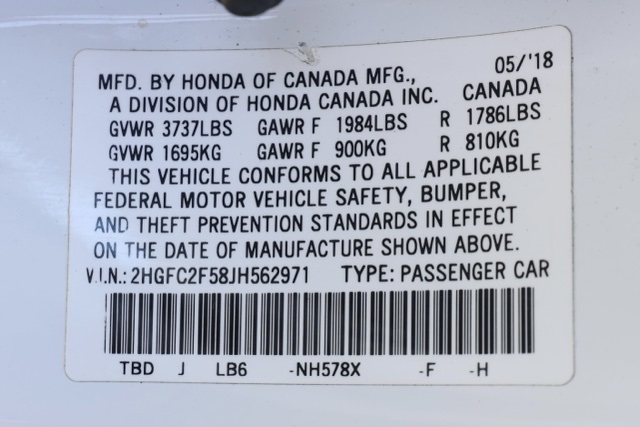 05/'18
MFD. BY HONDA OF CANADA MFG.,
A DIVISION OF HONDA CANADA INC. CANADA
GVWR 3737LBS GAWR F 1984LBS R 1786LBS
GVWR 1695KG GAWR F 900KG R 810KG
THIS VEHICLE CONFORMS TO ALL APPLICABLE
FEDERAL MOTOR VEHICLE SAFETY, BUMPER,
AND THEFT PREVENTION STANDARDS IN EFFECT
ON THE DATE OF MANUFACTURE SHOWN ABOVE.
V.I.N.:2HGFC2F58JH562971 TYPE: PASSENGER CAR
TBD J LB6 -NH578X -F -H